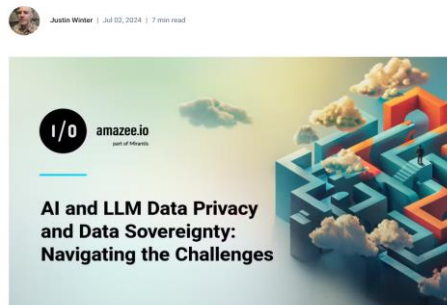 Justin Winter | Jul 02, 2024 | 7 min read
I/O
amazee.io
part of Mirantis
AI and LLM Data Privacy
and Data Sovereignty:
Navigating the Challenges